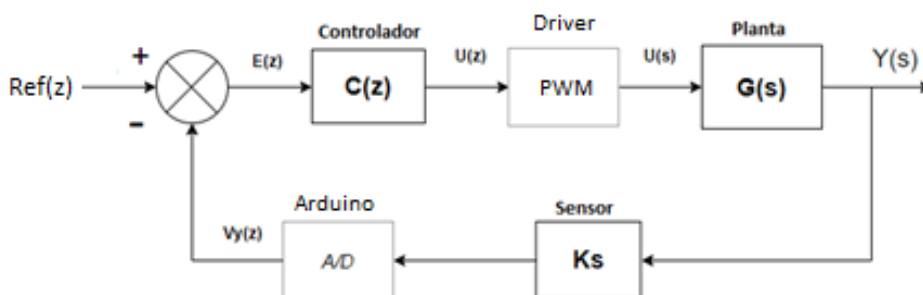 Driver
Controlador
Planta
+
E(z)
U(z)
U(s)
Y(s)
Ref(z)
C(z)
PWM
G(s)
−
Arduino
Sensor
Vy(z)
A/D
Ks